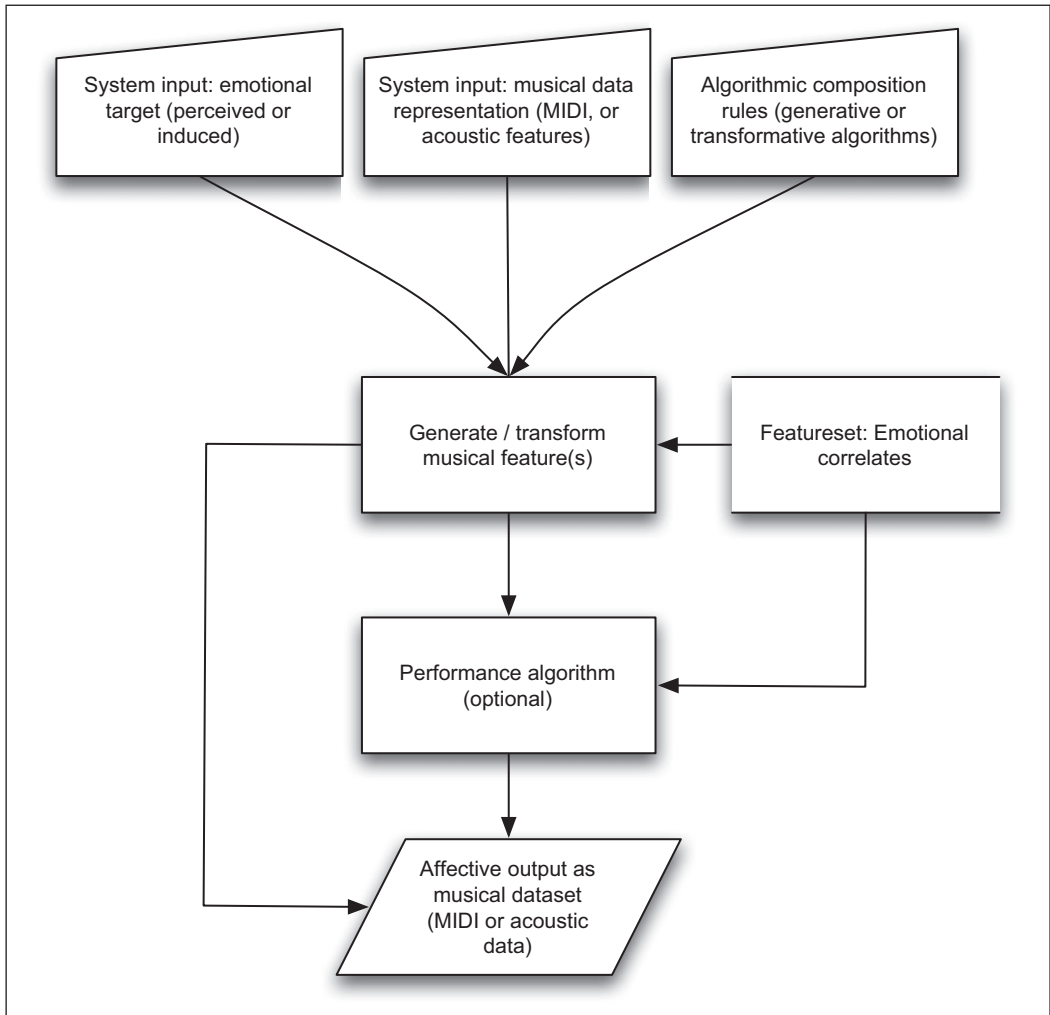 System input: emotional
target (perceived or
induced)
System input: musical data
representation (MIDI, or
acoustic features)
Algorithmic composition
rules (generative or
transformative algorithms)
Generate / transform
musical feature(s)
Featureset: Emotional
correlates
Performance algorithm
(optional)
Affective output as
musical dataset
(MIDI or acoustic
data)